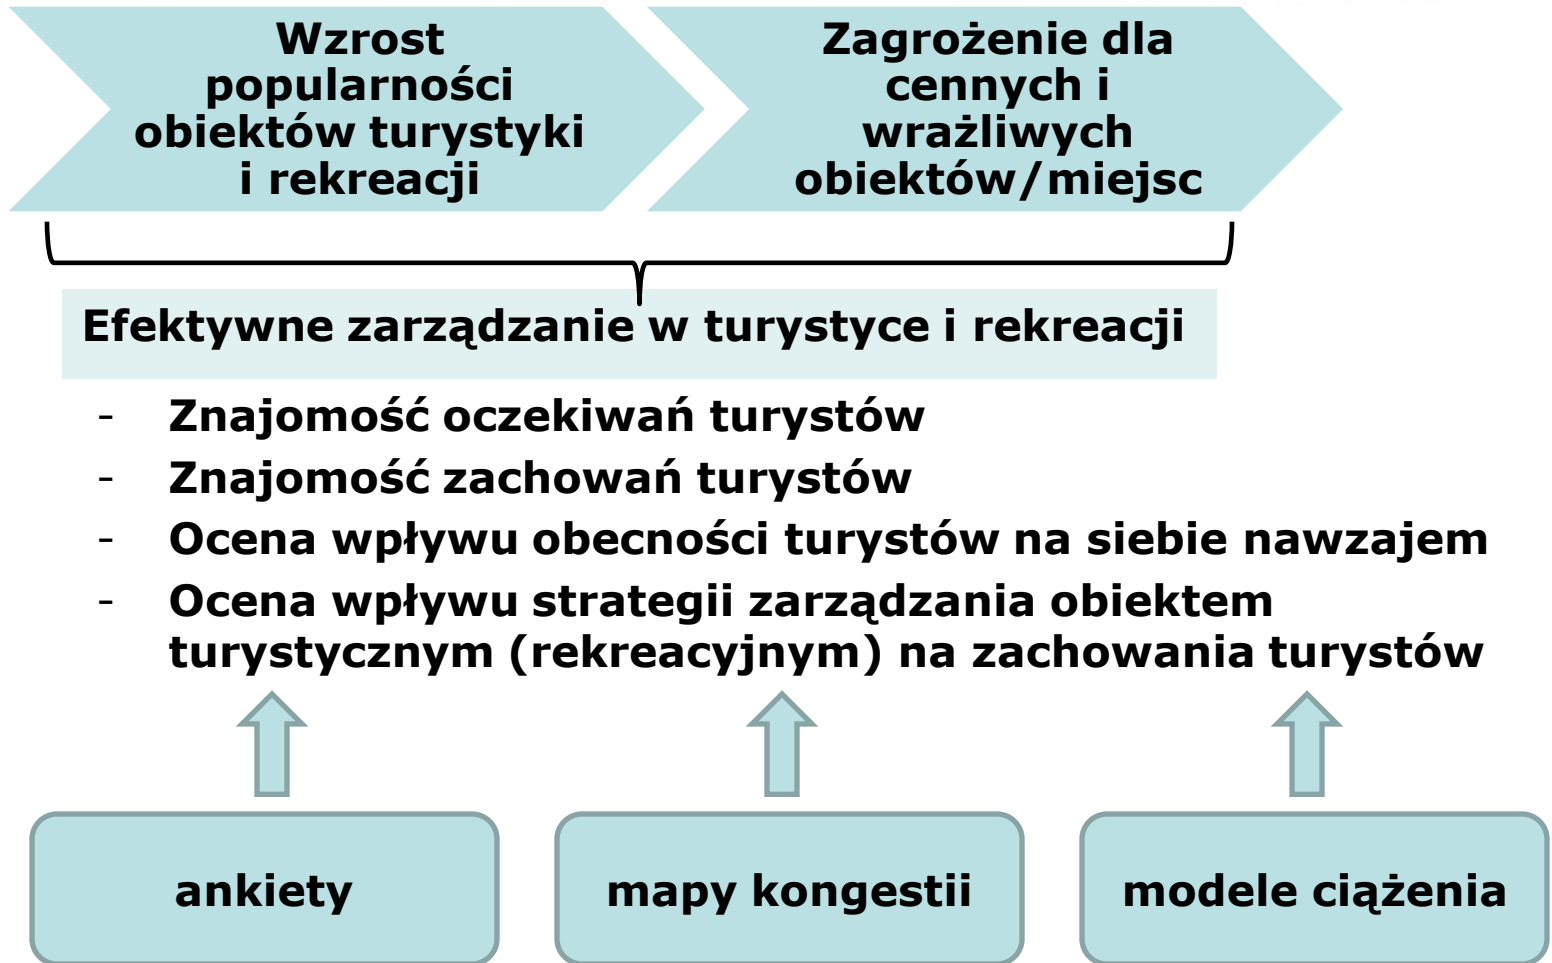 Wzrost
popularności
obiektów turystyki
i rekreacji
Zagrożenie dla
cennych i
wrażliwych
obiektów/miejsc
Efektywne zarządzanie w turystyce i rekreacji
- Znajomość oczekiwań turystów
- Znajomość zachowań turystów
- Ocena wpływu obecności turystów na siebie nawzajem
- Ocena wpływu strategii zarządzania obiektem
turystycznym (rekreacyjnym) na zachowania turystów
ankiety
mapy kongestii
modele ciążenia